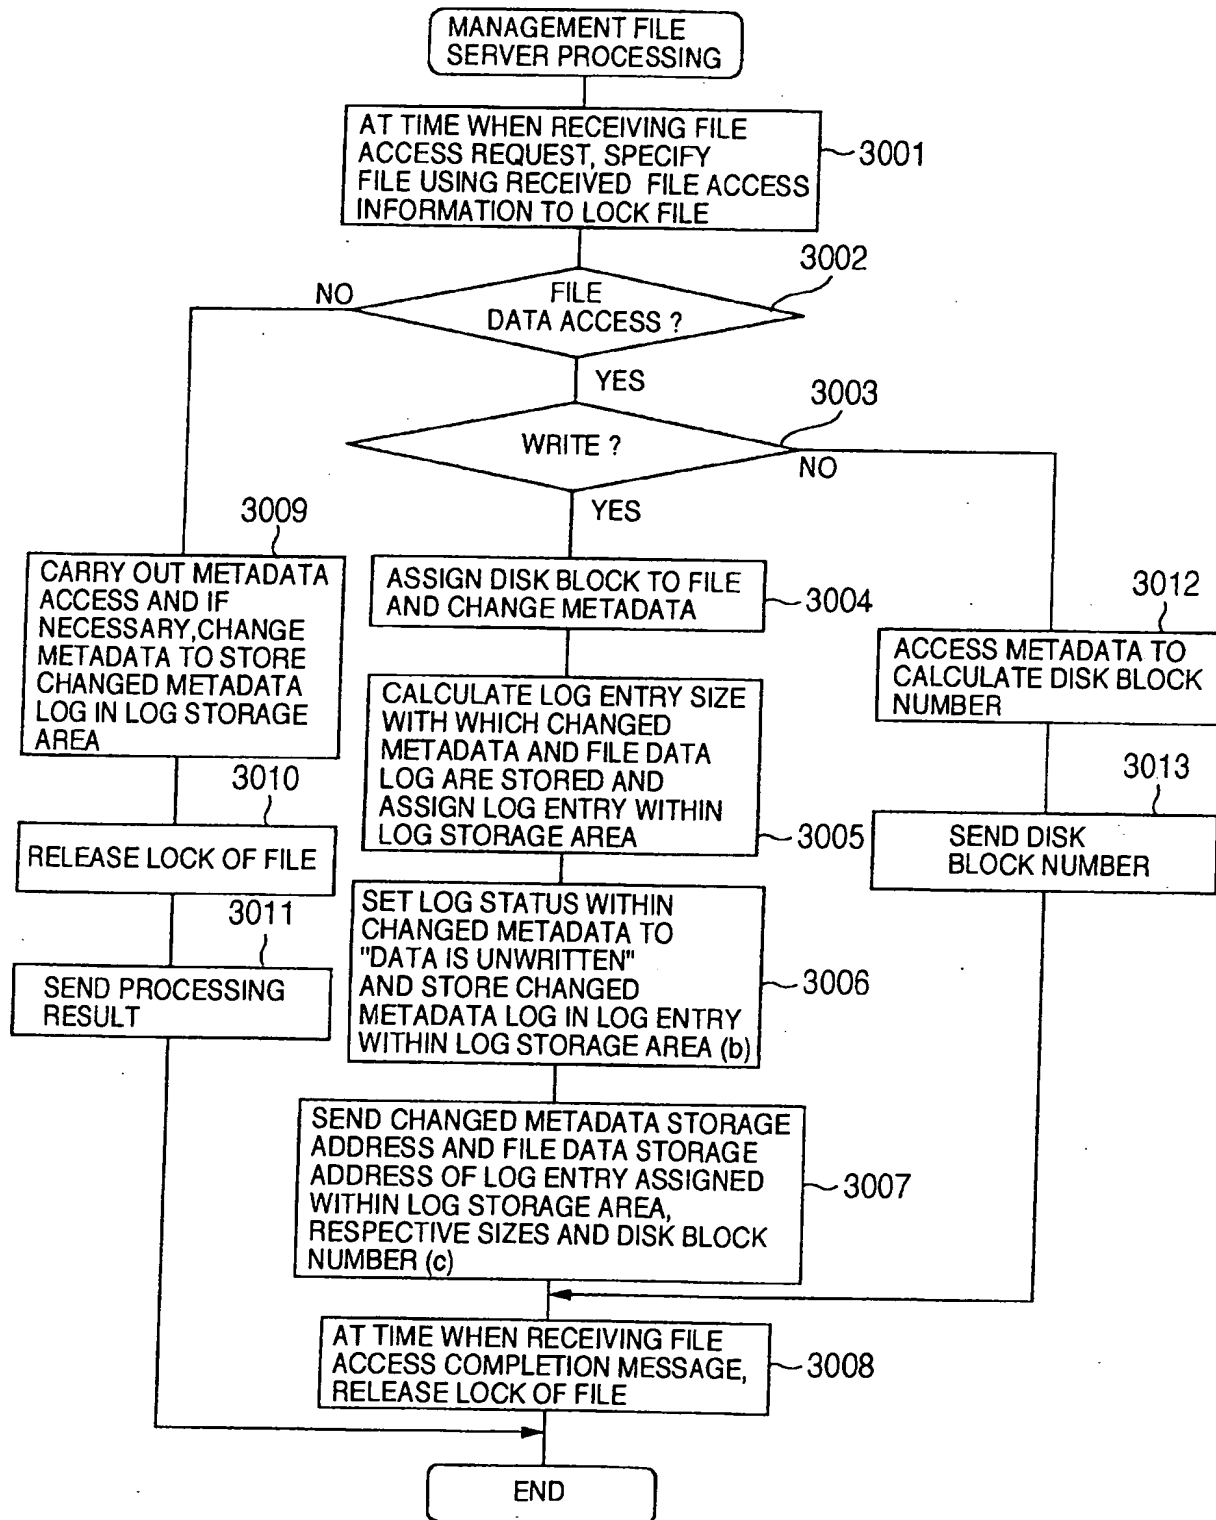 MANAGEMENT FILE
SERVER PROCESSING
AT TIME WHEN RECEIVING FILE
ACCESS REQUEST, SPECIFY
FILE USING RECEIVED FILE ACCESS
INFORMATION TO LOCK FILE
3001
3002
FILE
DATA ACCESS ?
NO
YES
3003
WRITE ?
NO
YES
3009
CARRY OUT METADATA
ACCESS AND IF
NECESSARY,CHANGE
METADATA TO STORE
CHANGED METADATA
LOG IN LOG STORAGE
AREA
3010
RELEASE LOCK OF FILE
3011
SEND PROCESSING
RESULT
ASSIGN DISK BLOCK TO FILE
AND CHANGE METADATA
3004
CALCULATE LOG ENTRY SIZE
WITH WHICH CHANGED
METADATA AND FILE DATA
LOG ARE STORED AND
ASSIGN LOG ENTRY WITHIN
LOG STORAGE AREA
3005
SET LOG STATUS WITHIN
CHANGED METADATA TO
"DATA IS UNWRITTEN"
AND STORE CHANGED
METADATA LOG IN LOG ENTRY
WITHIN LOG STORAGE AREA (b)
3006
SEND CHANGED METADATA STORAGE
ADDRESS AND FILE DATA STORAGE
ADDRESS OF LOG ENTRY ASSIGNED
WITHIN LOG STORAGE AREA,
RESPECTIVE SIZES AND DISK BLOCK
NUMBER (c)
3007
3012
ACCESS METADATA TO
CALCULATE DISK BLOCK
NUMBER
3013
SEND DISK
BLOCK NUMBER
AT TIME WHEN RECEIVING FILE
ACCESS COMPLETION MESSAGE,
RELEASE LOCK OF FILE
3008
END